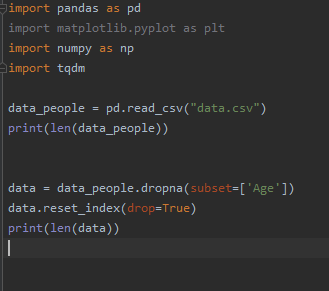 import pandas as pd
import matplotlib.pyplot as plt
import numpy as np
import tqdm
data_people = pd.read_csv("data.csv")
print(len(data_people))
data = data_people.dropna(subset=['Age'])
data.reset_index(drop=True)
print(len(data))